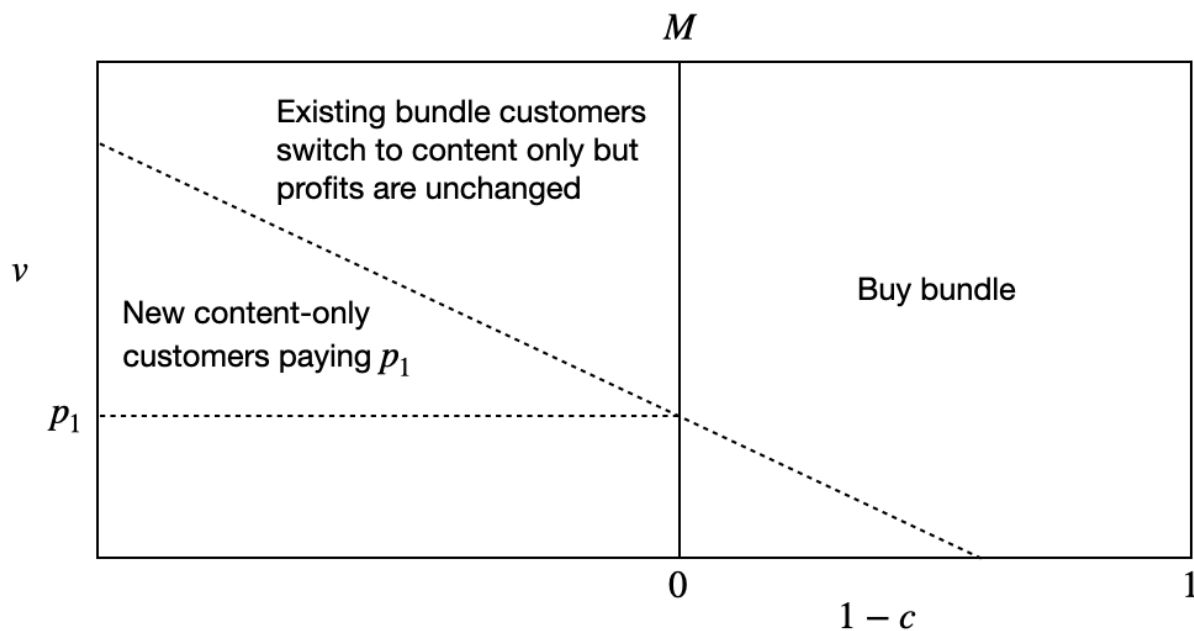 M
Existing bundle customers
switch to content only but
profits are unchanged
v
Buy bundle
New content-only
customers paying p₁
p₁
0
1
1 − c